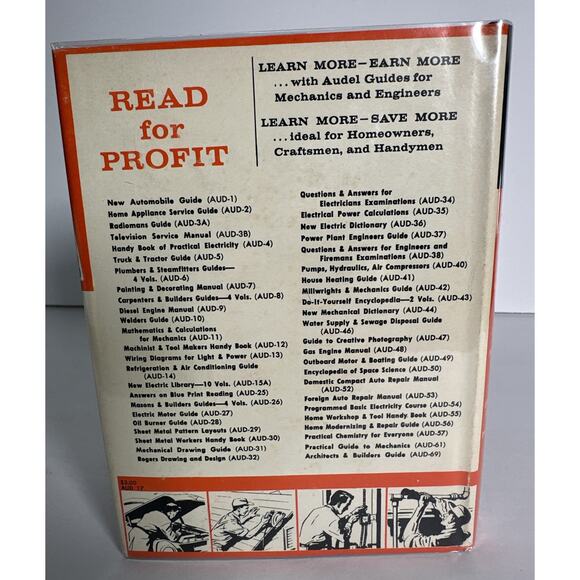 READ
for
PROFIT
LEARN MORE—EARN MORE
...with Audel Guides for
Mechanics and Engineers
LEARN MORE—SAVE MORE
...ideal for Homeowners,
Craftsmen, and Handymen
New Automobile Guide (AUD-1)
Home Appliance Service Guide (AUD-2)
Radiomans Guide (AUD-3A)
Television Service Manual (AUD-3B)
Handy Book of Practical Electricity (AUD-4)
Truck & Tractor Guide (AUD-5)
Plumbers & Steamfitters Guides—
4 Vols. (AUD-6)
Painting & Decorating Manual (AUD-7)
Carpenters & Builders Guides—4 Vols. (AUD-8)
Diesel Engine Manual (AUD-9)
Welders Guide (AUD-10)
Mathematics & Calculations
for Mechanics (AUD-11)
Machinist & Tool Makers Handy Book (AUD-12)
Wiring Diagrams for Light & Power (AUD-13)
Refrigeration & Air Conditioning Guide
(AUD-14)
New Electric Library—10 Vols. (AUD-15A)
Answers on Blue Print Reading (AUD-25)
Masons & Builders Guides—4 Vols. (AUD-26)
Electric Motor Guide (AUD-27)
Oil Burner Guide (AUD-28)
Sheet Metal Pattern Layouts (AUD-29)
Sheet Metal Workers Handy Book (AUD-30)
Mechanical Drawing Guide (AUD-31)
Rogers Drawing and Design (AUD-32)
Questions & Answers for
Electricians Examinations (AUD-34)
Electrical Power Calculations (AUD-35)
New Electric Dictionary (AUD-36)
Power Plant Engineers Guide (AUD-37)
Questions & Answers for Engineers and
Firemans Examinations (AUD-38)
Pumps, Hydraulics, Air Compressors (AUD-40)
House Heating Guide (AUD-41)
Millwrights & Mechanics Guide (AUD-42)
Do-It-Yourself Encyclopedia—2 Vols. (AUD-43)
New Mechanical Dictionary (AUD-44)
Water Supply & Sewage Disposal Guide
(AUD-46)
Guide to Creative Photography (AUD-47)
Gas Engine Manual (AUD-48)
Outboard Motor & Boating Guide (AUD-49)
Encyclopedia of Space Science (AUD-50)
Domestic Compact Auto Repair Manual
(AUD-52)
Foreign Auto Repair Manual (AUD-53)
Programmed Basic Electricity Course (AUD-54)
Home Workshop & Tool Handy Book (AUD-55)
Home Modernizing & Repair Guide (AUD-56)
Practical Chemistry for Everyone (AUD-57)
Practical Guide to Mechanics (AUD-61)
Architects & Builders Guide (AUD-69)
$3.00
AUD 17